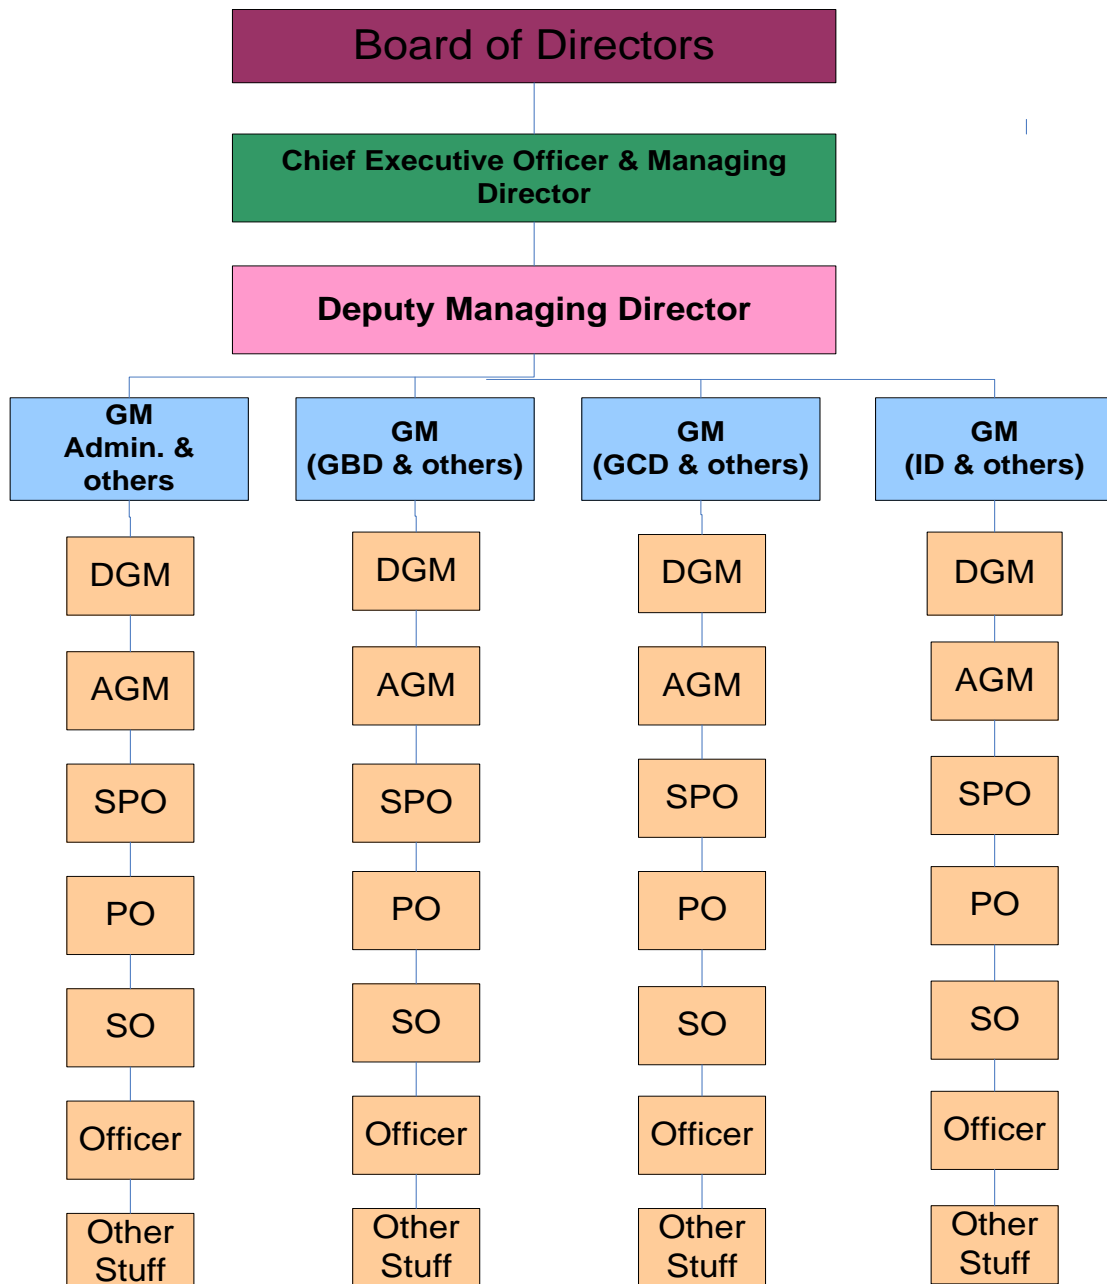 Board of Directors
Chief Executive Officer & Managing
Director
Deputy Managing Director
GM
Admin. &
others
GM
(GBD & others)
GM
(GCD & others)
GM
(ID & others)
DGM
DGM
DGM
DGM
AGM
AGM
AGM
AGM
SPO
SPO
SPO
SPO
PO
PO
PO
PO
SO
SO
SO
SO
Officer
Officer
Officer
Officer
Other
Stuff
Other
Stuff
Other
Stuff
Other
Stuff